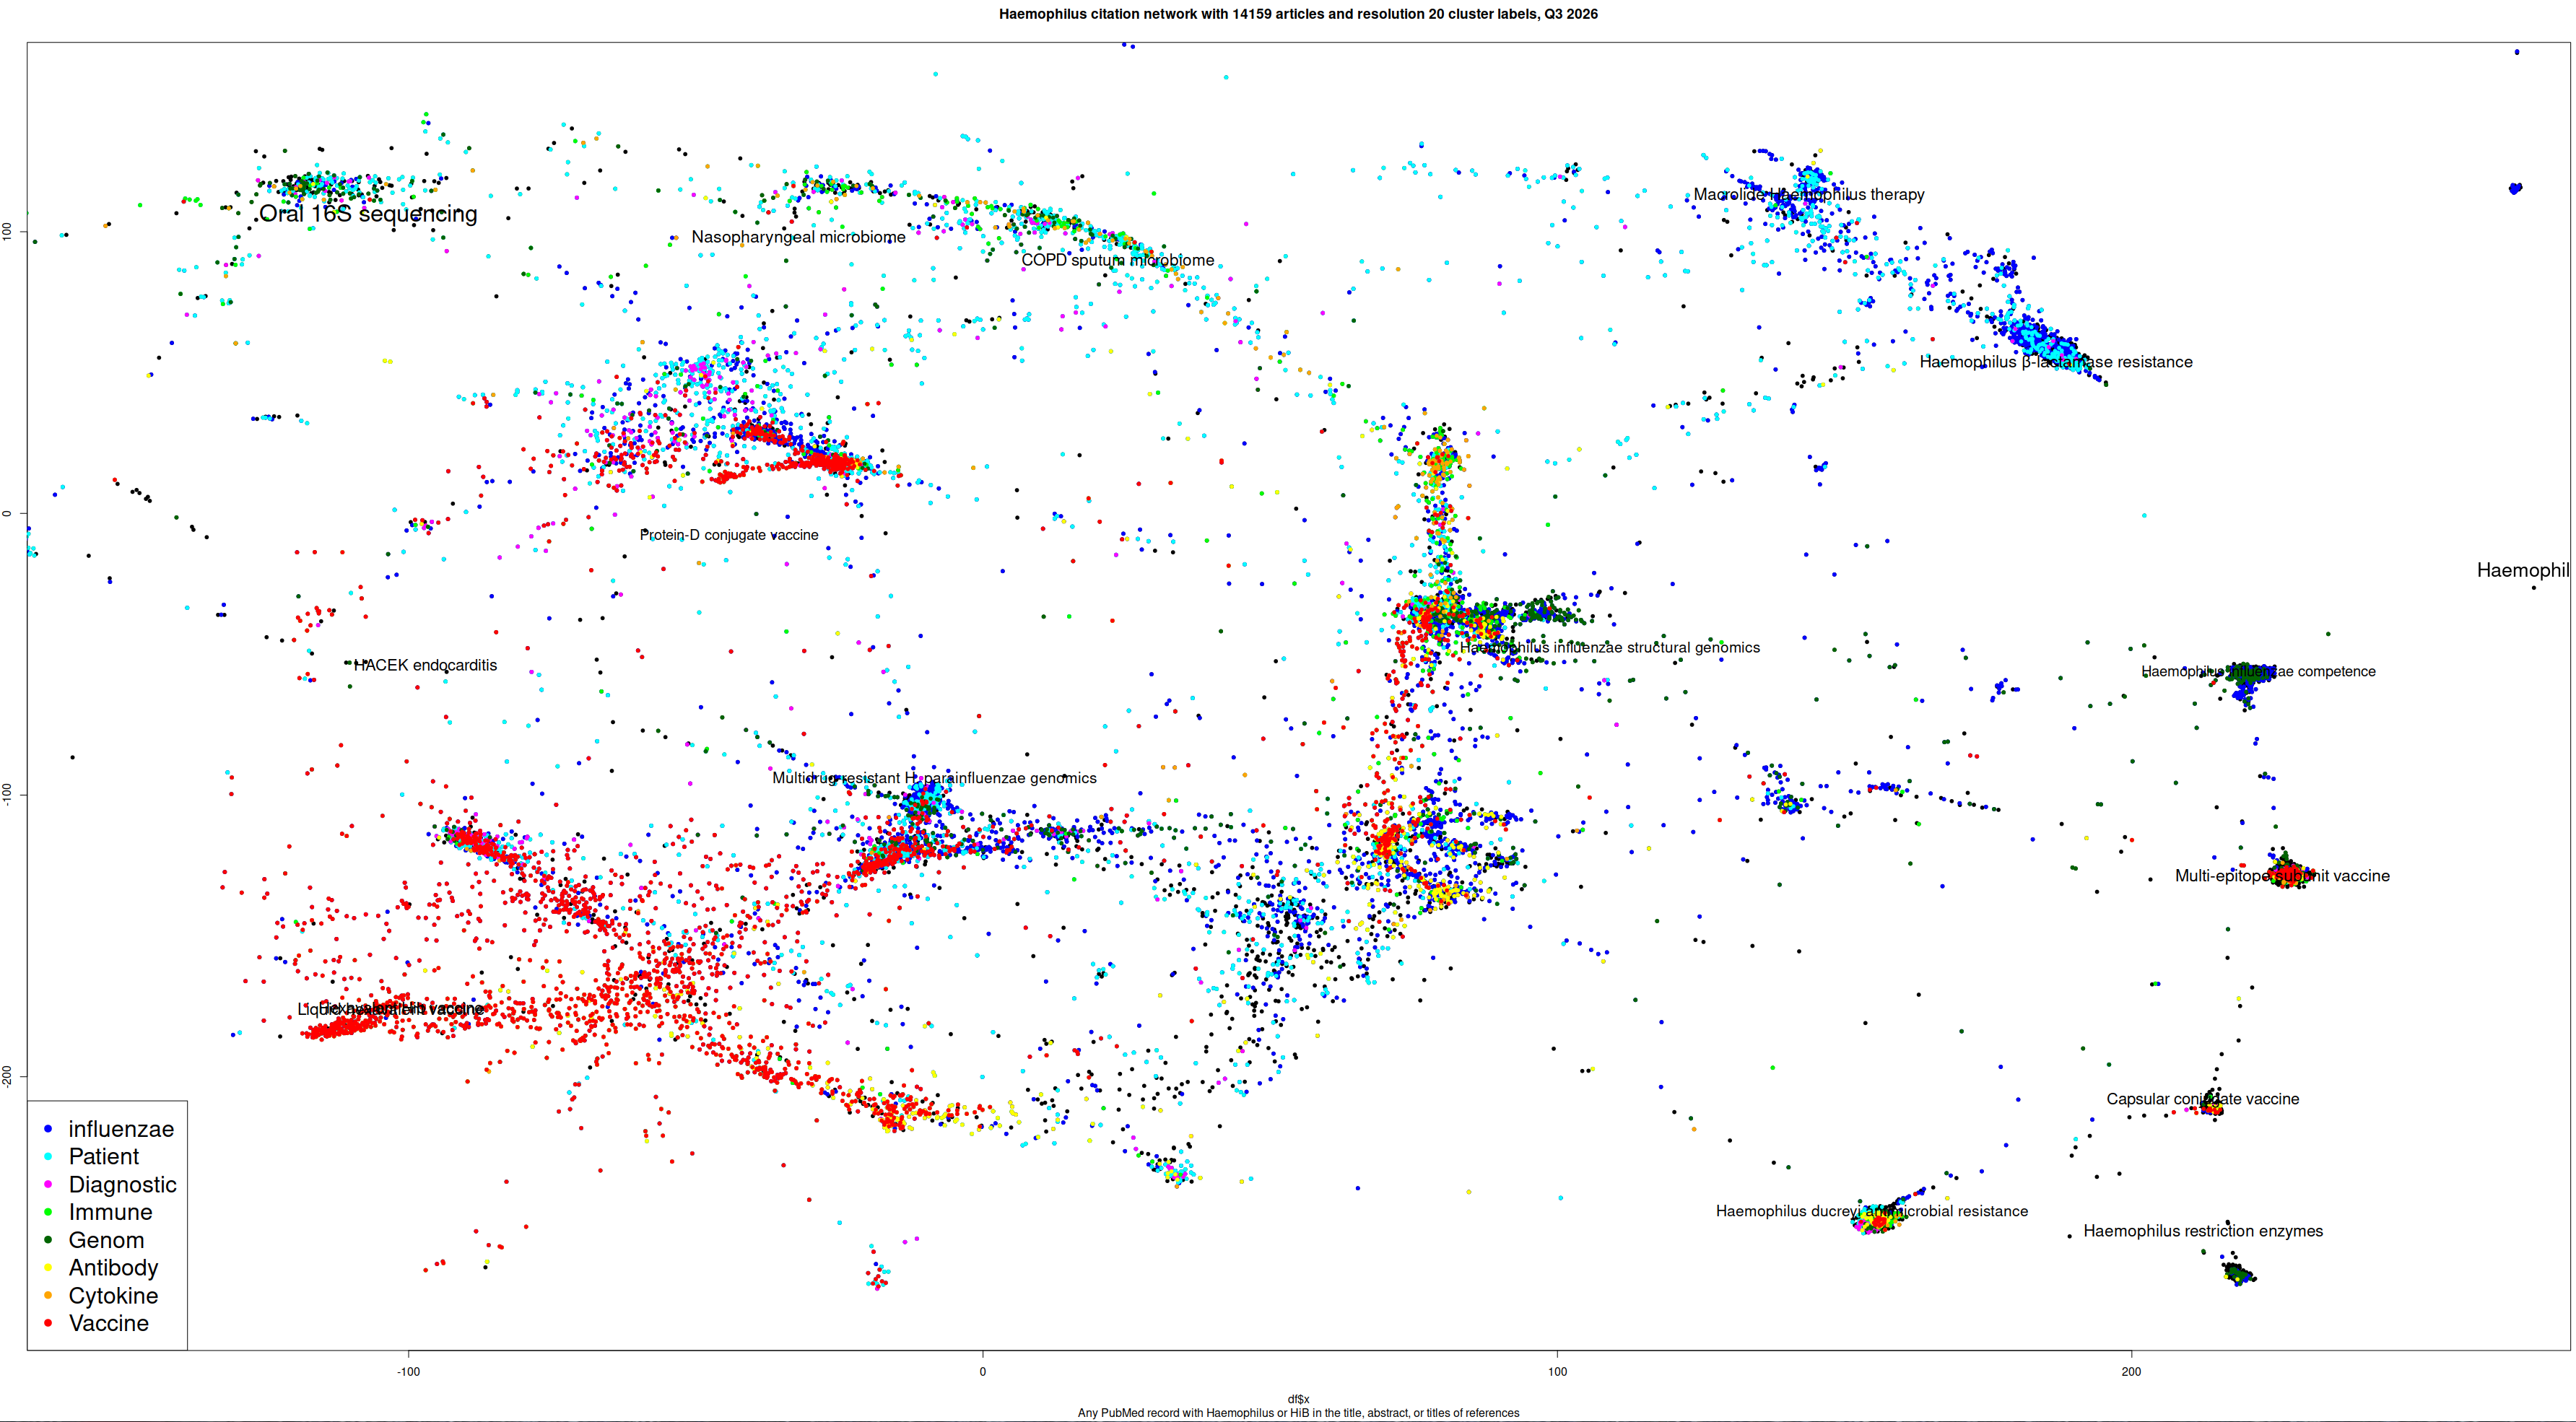 Haemophilus citation network with 14159 articles and resolution 20 cluster labels, Q3 2026
Macrolide Haemophilus therapy
Oral 16S sequencing
Nasopharyngeal microbiome
COPD sputum microbiome
Haemophilus β-lactamase resistance
Protein-D conjugate vaccine
Haemophil
Haemophilus influenzae structural genomics
HACEK endocarditis
Haemophilus influenzae competence
Multidrug-resistant H. parainfluenzae genomics
Multi-epitope subunit vaccine
Liquid hexavalent vaccine
Capsular conjugate vaccine
Haemophilus ducreyi antimicrobial resistance
Haemophilus restriction enzymes
100
0
-100
-200
influenzae
Patient
Diagnostic
Immune
Genom
Antibody
Cytokine
Vaccine
-100
0
100
200
df$x
Any PubMed record with Haemophilus or HiB in the title, abstract, or titles of references